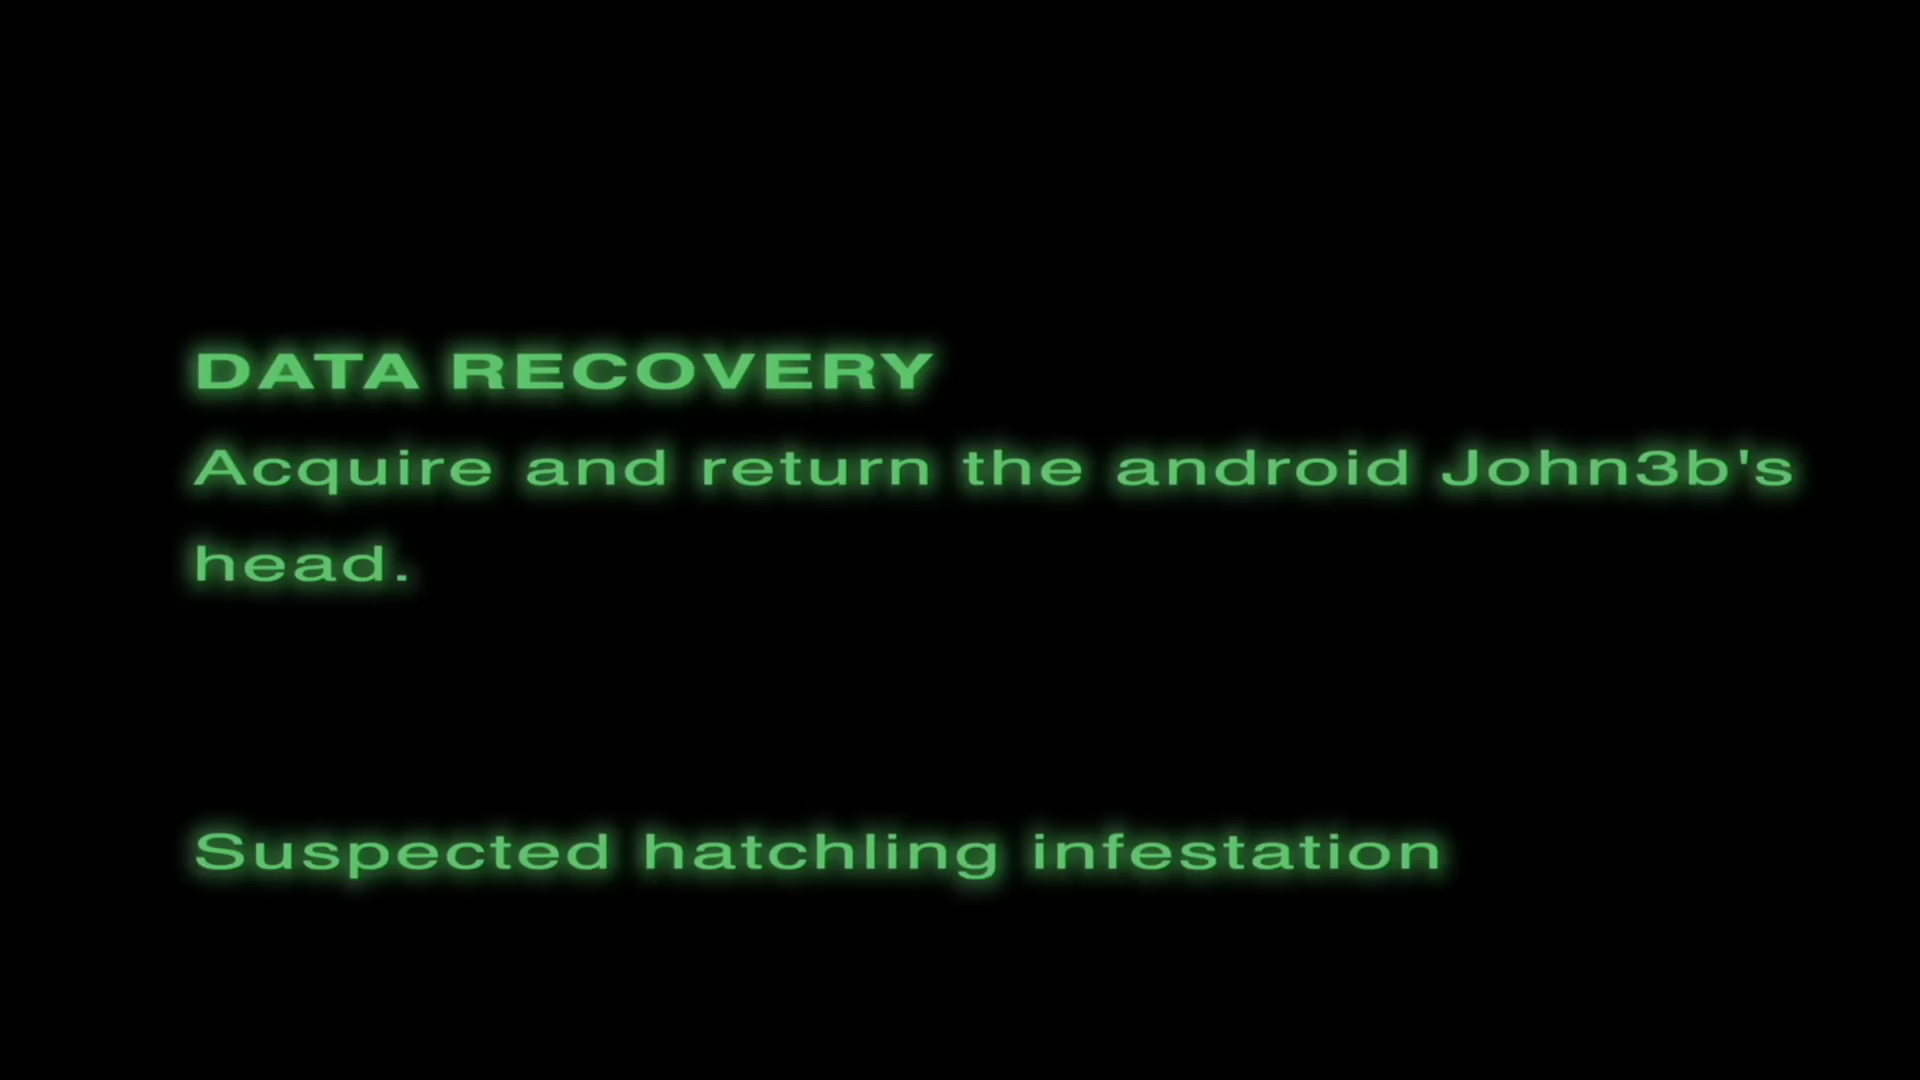 DATA RECOVERY
Acquire and return the android John3b's
head.
Suspected hatchling infestation